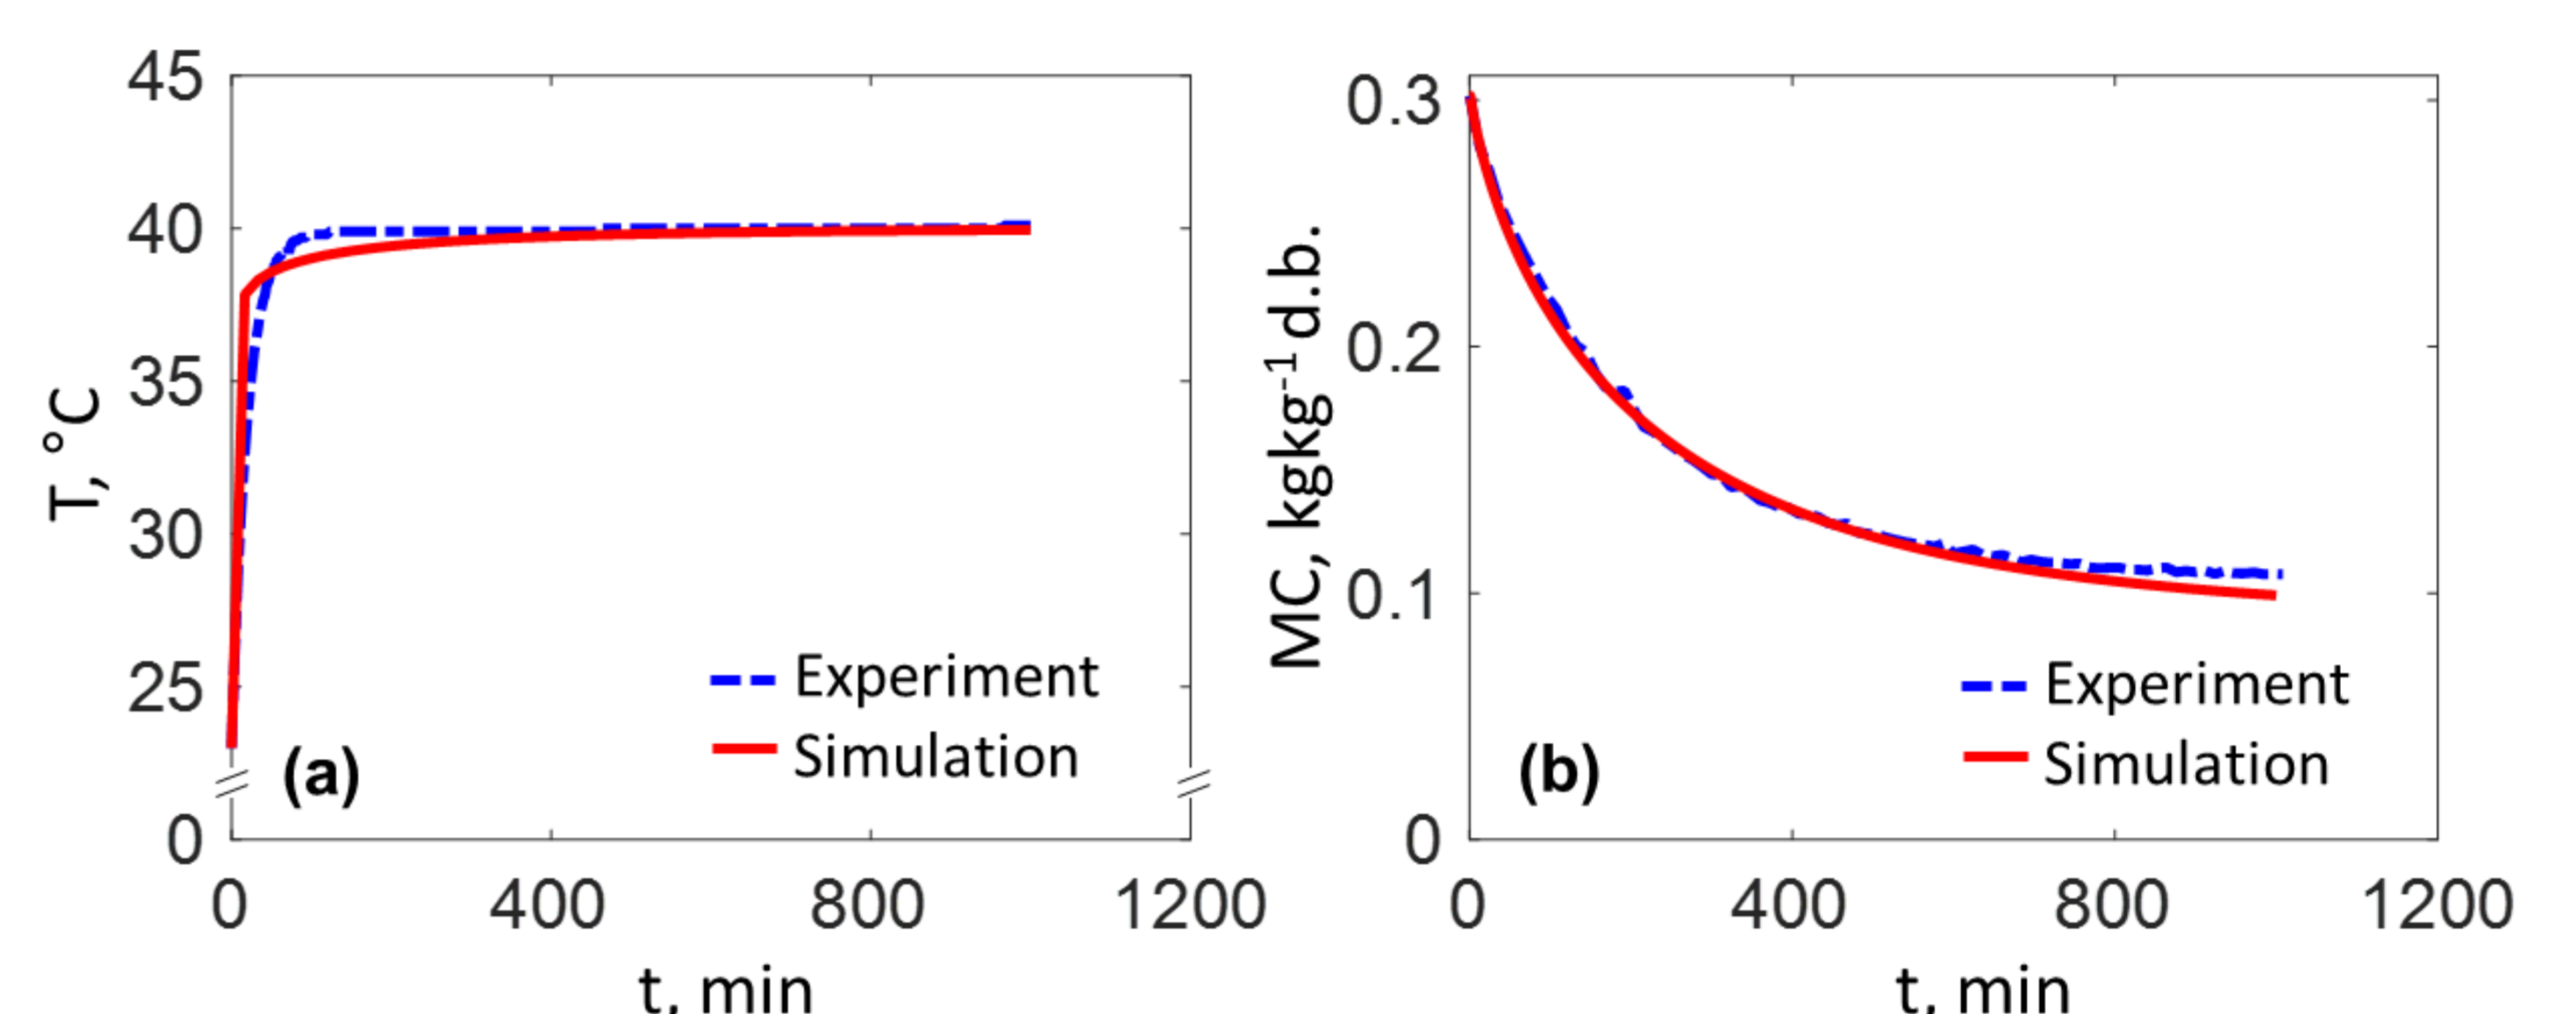 45
40
35
30
25
0
T, °C
Experiment
Simulation
(a)
0 400 800 1200
t, min
0.3
0.2
0.1
0
MC, kgkg⁻¹ d.b.
Experiment
Simulation
(b)
0 400 800 1200
t, min